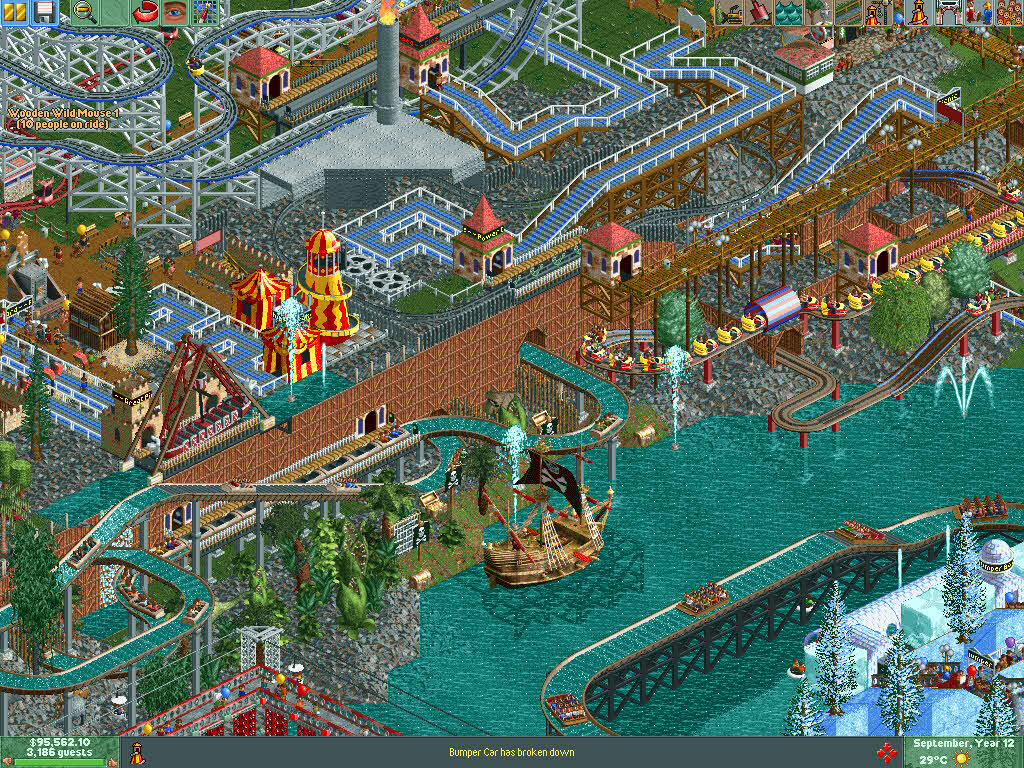 Wooden Wild Mouse 1
(10 people on ride)
$95,562.10
3,186 guests
Bumper Car has broken down
September, Year 12
29°C